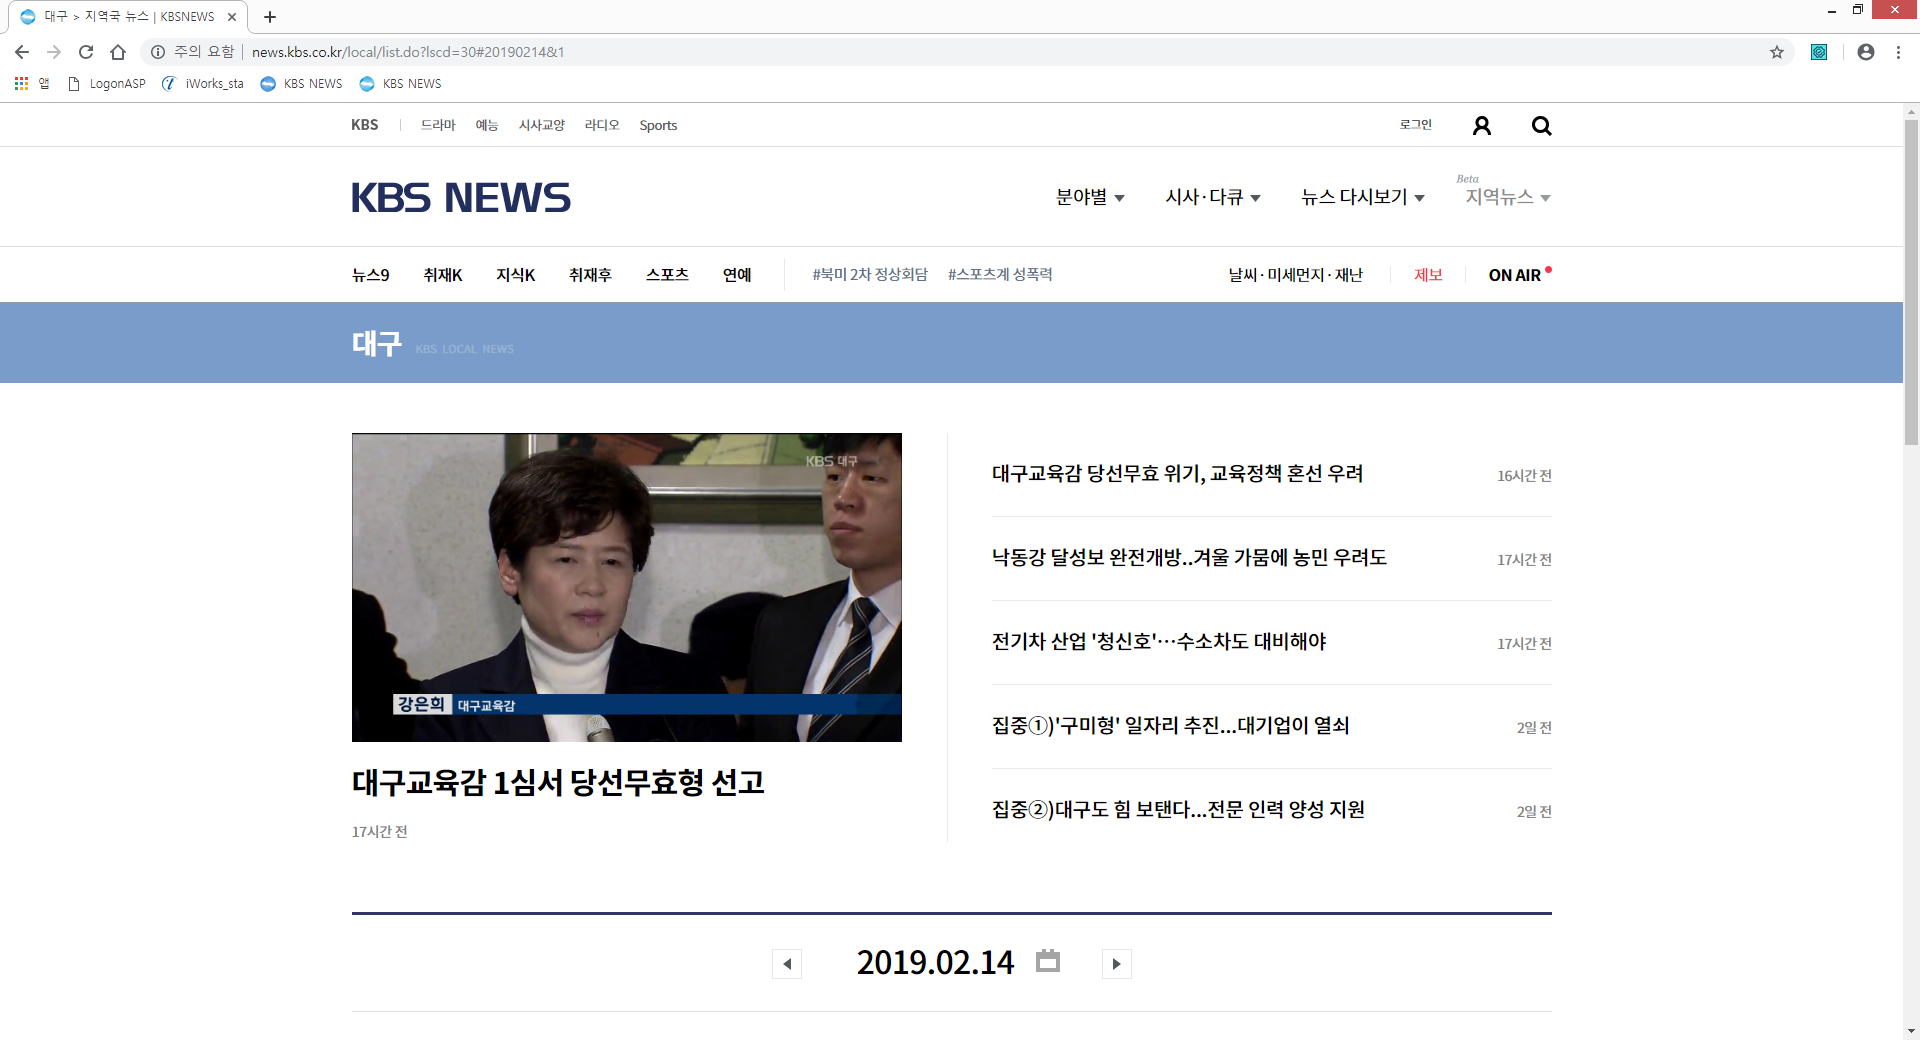 대구 > 지역국 뉴스 | KBSNEWS
주의 요함 | news.kbs.co.kr/local/list.do?lscd=30#20190214&1
앱 LogonASP iWorks_sta KBS NEWS KBS NEWS
KBS 드라마 예능 시사교양 라디오 Sports 로그인
KBS NEWS
분야별 시사·다큐 뉴스 다시보기 Beta 지역뉴스
뉴스9 취재K 지식K 취재후 스포츠 연예 #북미 2차 정상회담 #스포츠계 성폭력 날씨·미세먼지·재난 제보 ON AIR
대구 KBS LOCAL NEWS
KBS 대구
강은희 대구교육감
대구교육감 1심서 당선무효형 선고
17시간 전
대구교육감 당선무효 위기, 교육정책 혼선 우려 16시간 전
낙동강 달성보 완전개방..겨울 가뭄에 농민 우려도 17시간 전
전기차 산업 '청신호'…수소차도 대비해야 17시간 전
집중①)'구미형' 일자리 추진...대기업이 열쇠 2일 전
집중②)대구도 힘 보탠다...전문 인력 양성 지원 2일 전
2019.02.14